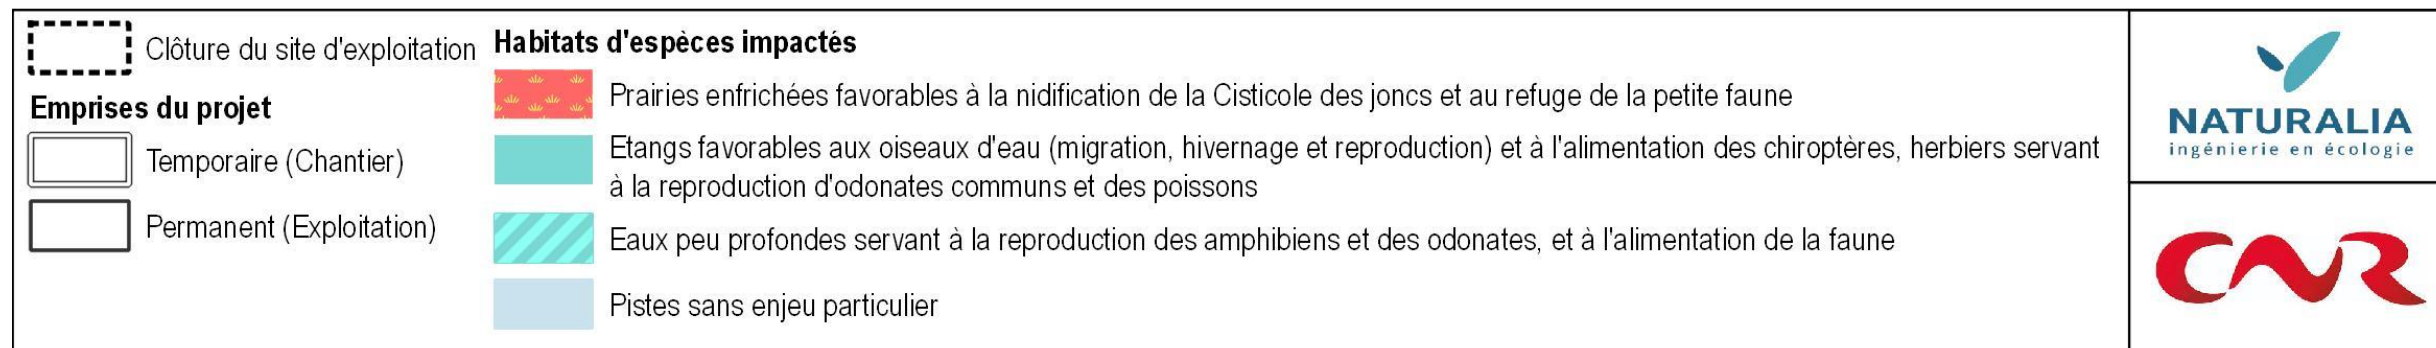 Clôture du site d'exploitation
Emprises du projet
Temporaire (Chantier)
Permanent (Exploitation)
Habitats d'espèces impactés
Prairies enfrichées favorables à la nidification de la Cisticole des joncs et au refuge de la petite faune
Etangs favorables aux oiseaux d'eau (migration, hivernage et reproduction) et à l'alimentation des chiroptères, herbiers servant
à la reproduction d'odonates communs et des poissons
Eaux peu profondes servant à la reproduction des amphibiens et des odonates, et à l'alimentation de la faune
Pistes sans enjeu particulier
NATURALIA
ingénierie en écologie
CNR